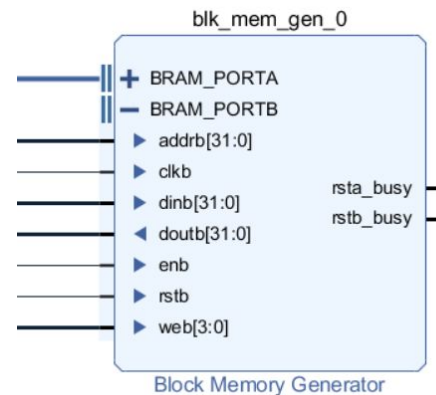 blk_mem_gen_0
BRAM_PORTA
BRAM_PORTB
addrb[31:0]
clkb
dinb[31:0]
doutb[31:0]
enb
rstb
web[3:0]
rsta_busy
rstb_busy
Block Memory Generator